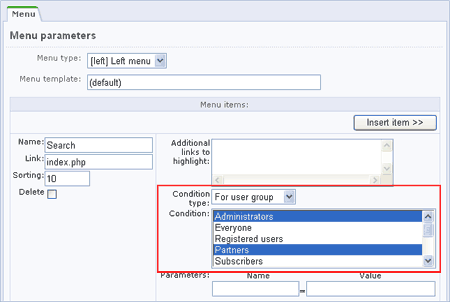 Menu
Menu parameters
Menu type: [left] Left menu
Menu template: (default)
Menu items:
Insert item >>
Name: Search
Link: index.php
Sorting: 10
Delete
Additional links to highlight:
Condition type: For user group
Condition: Administrators
Everyone
Registered users
Partners
Subscribers
Parameters: Name Value
=